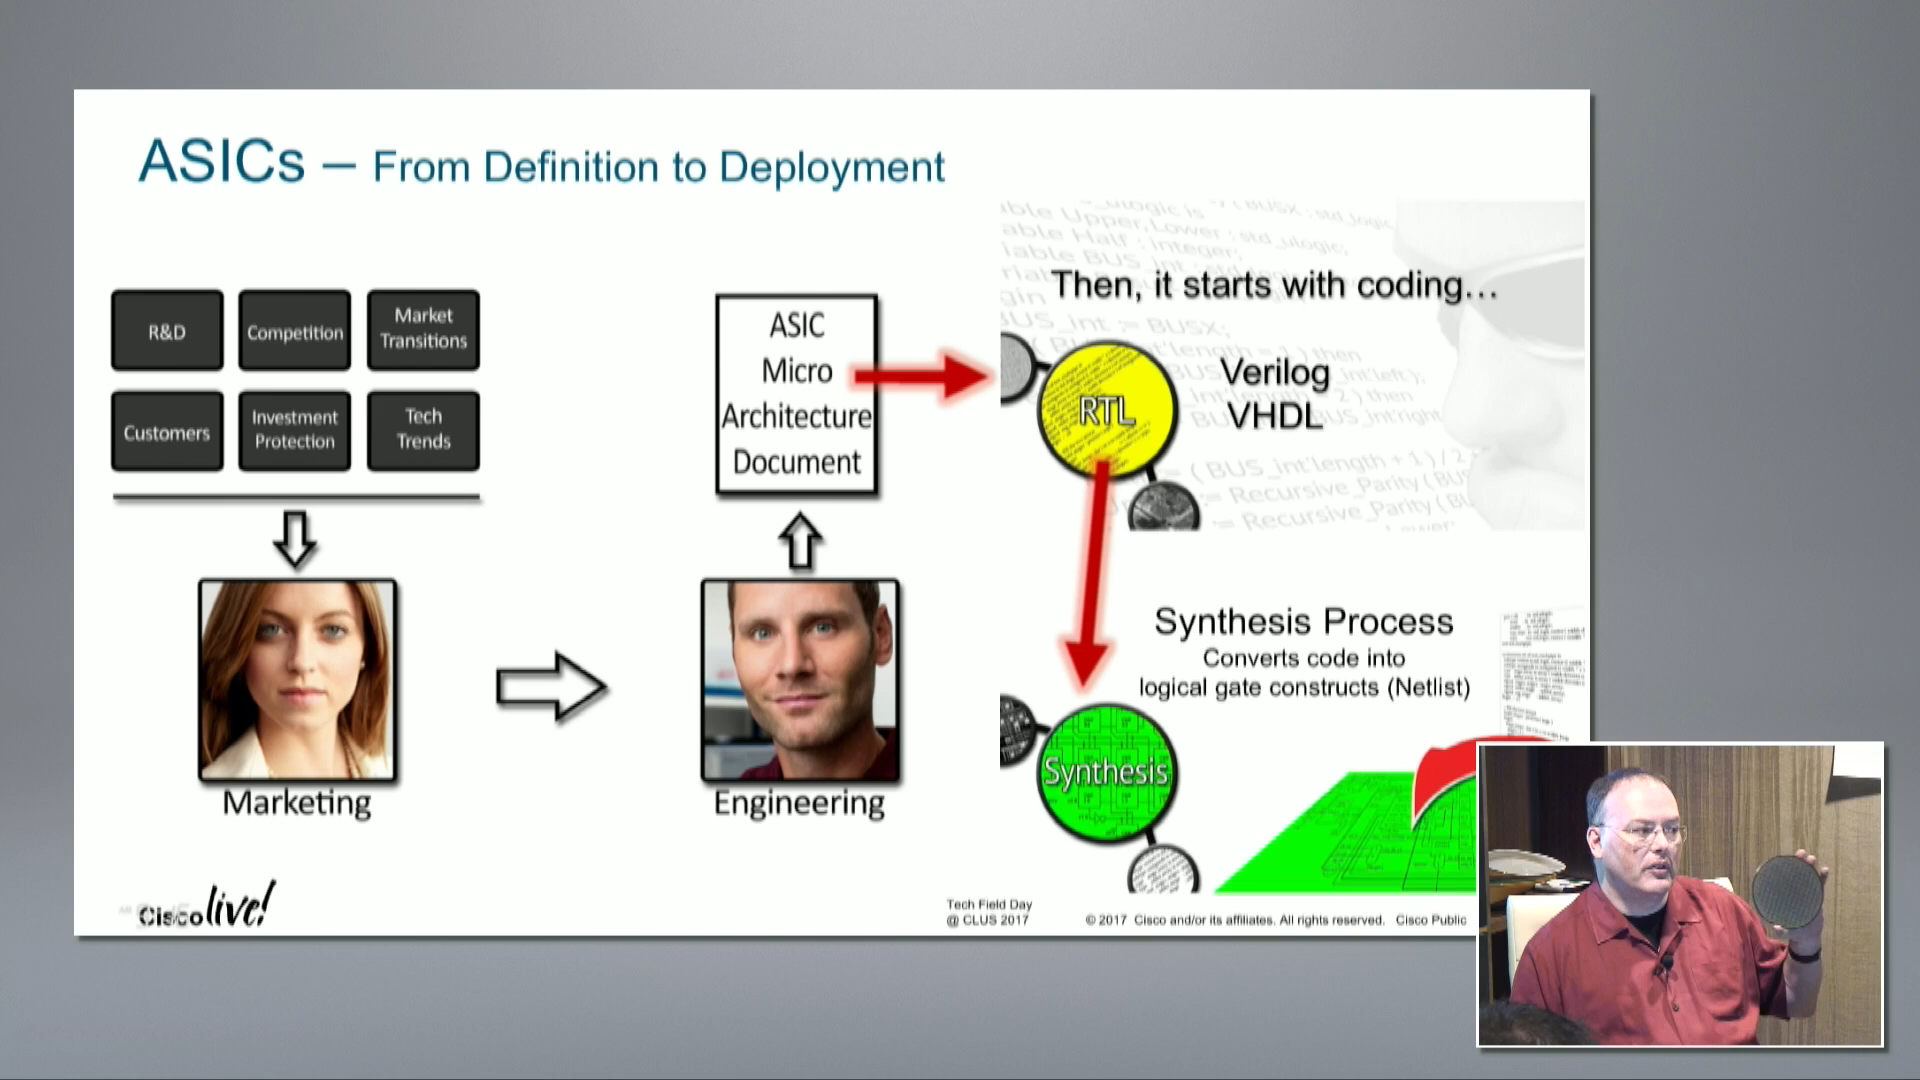 ASICs – From Definition to Deployment
R&D
Competition
Market
Transitions
Customers
Investment
Protection
Tech
Trends
Marketing
Engineering
ASIC
Micro
Architecture
Document
Then, it starts with coding...
RTL
Verilog
VHDL
Synthesis Process
Converts code into
logical gate constructs (Netlist)
Synthesis
Cisco live!
Tech Field Day
@ CLUS 2017
© 2017 Cisco and/or its affiliates. All rights reserved. Cisco Public